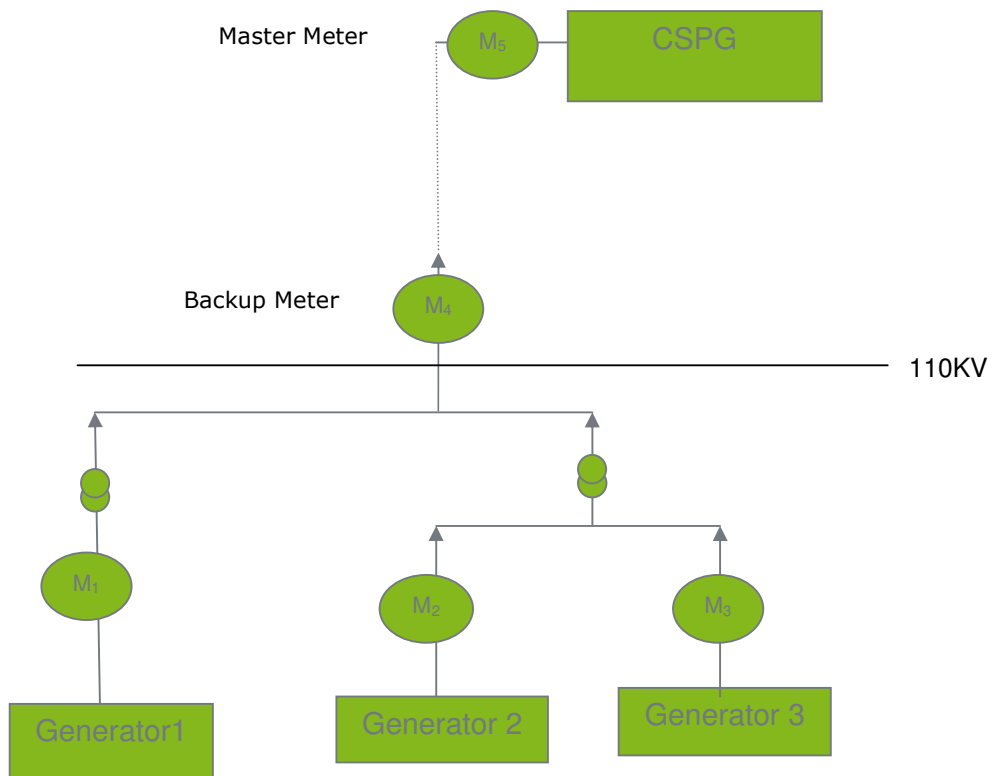 Master Meter
M₅
CSPG
Backup Meter
M₄
110KV
M₁
M₂
M₃
Generator1
Generator 2
Generator 3